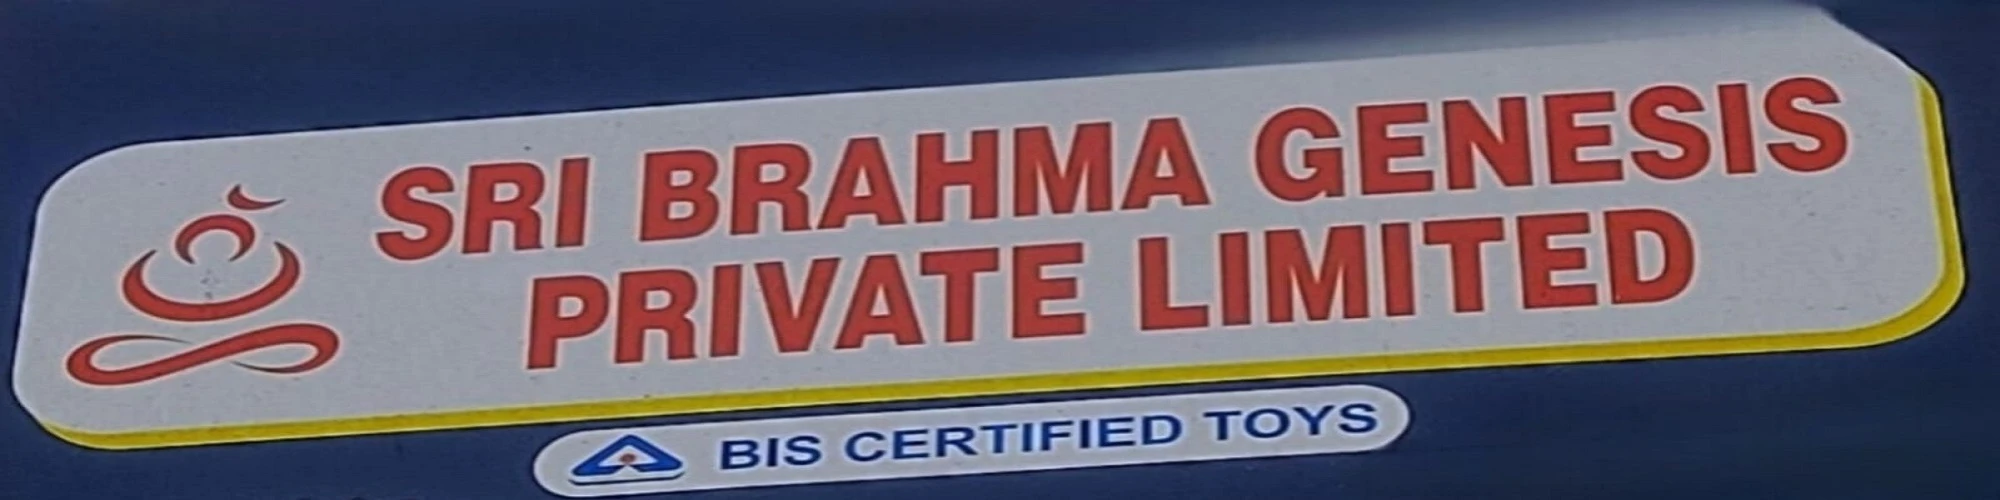 SRI BRAHMA GENESIS
PRIVATE LIMITED
BIS CERTIFIED TOYS